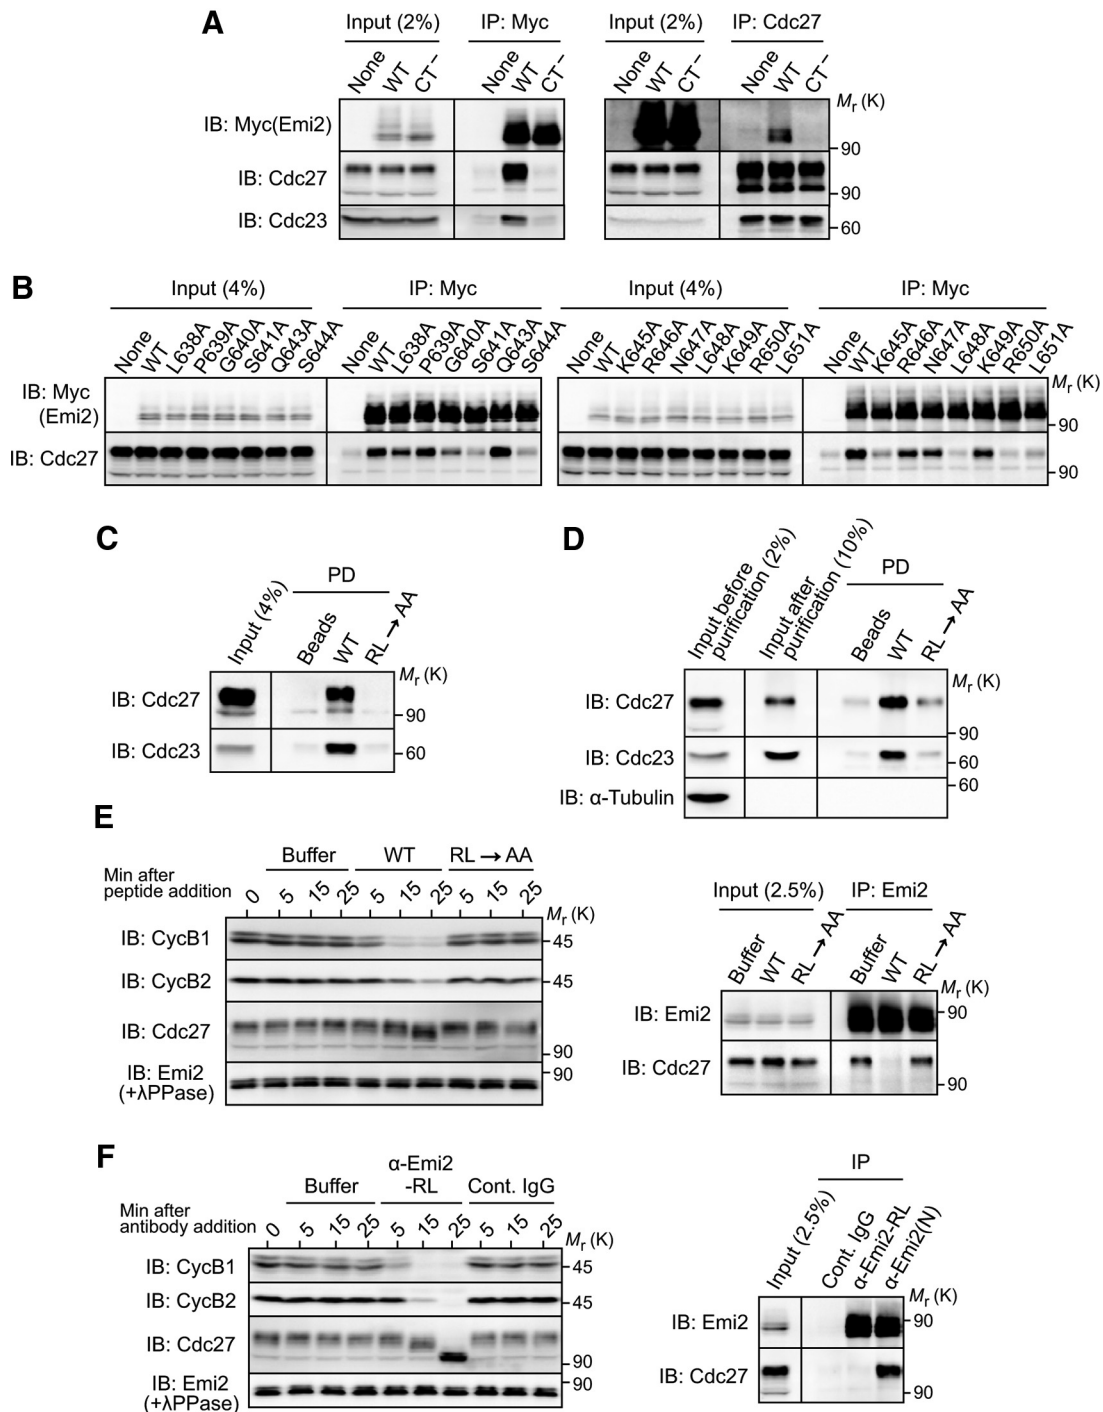 A
Input (2%) IP: Myc Input (2%) IP: Cdc27
None WT CT– None WT CT– None WT CT– None WT CT–
Mr (K)
IB: Myc(Emi2)
90
IB: Cdc27
90
IB: Cdc23
60
B
Input (4%) IP: Myc Input (4%) IP: Myc
None WT L638A P639A G640A S641A Q643A S644A None WT L638A P639A G640A S641A Q643A S644A None WT K645A R646A N647A L648A K649A R650A L651A None WT K645A R646A N647A L648A K649A R650A L651A
Mr (K)
IB: Myc
(Emi2)
90
IB: Cdc27
90
C
PD
Input (4%) Beads WT RL → AA
Mr (K)
IB: Cdc27
90
IB: Cdc23
60
D
Input before
purification (2%)
Input after
purification (10%)
PD
Beads WT RL → AA
Mr (K)
IB: Cdc27
90
IB: Cdc23
60
60
IB: α-Tubulin
E
Buffer WT RL → AA
Min after
peptide addition
0 5 15 25 5 15 25 5 15 25
Mr (K)
IB: CycB1
45
IB: CycB2
45
IB: Cdc27
90
IB: Emi2
(+λPPase)
90
Input (2.5%) IP: Emi2
Buffer WT RL → AA Buffer WT RL → AA
Mr (K)
IB: Emi2
90
IB: Cdc27
90
F
Buffer
α-Emi2
-RL
Cont. IgG
Min after
antibody addition
0 5 15 25 5 15 25 5 15 25
Mr (K)
IB: CycB1
45
IB: CycB2
45
IB: Cdc27
90
IB: Emi2
(+λPPase)
90
IP
Input (2.5%) Cont. IgG α-Emi2-RL α-Emi2(N)
Mr (K)
IB: Emi2
90
IB: Cdc27
90